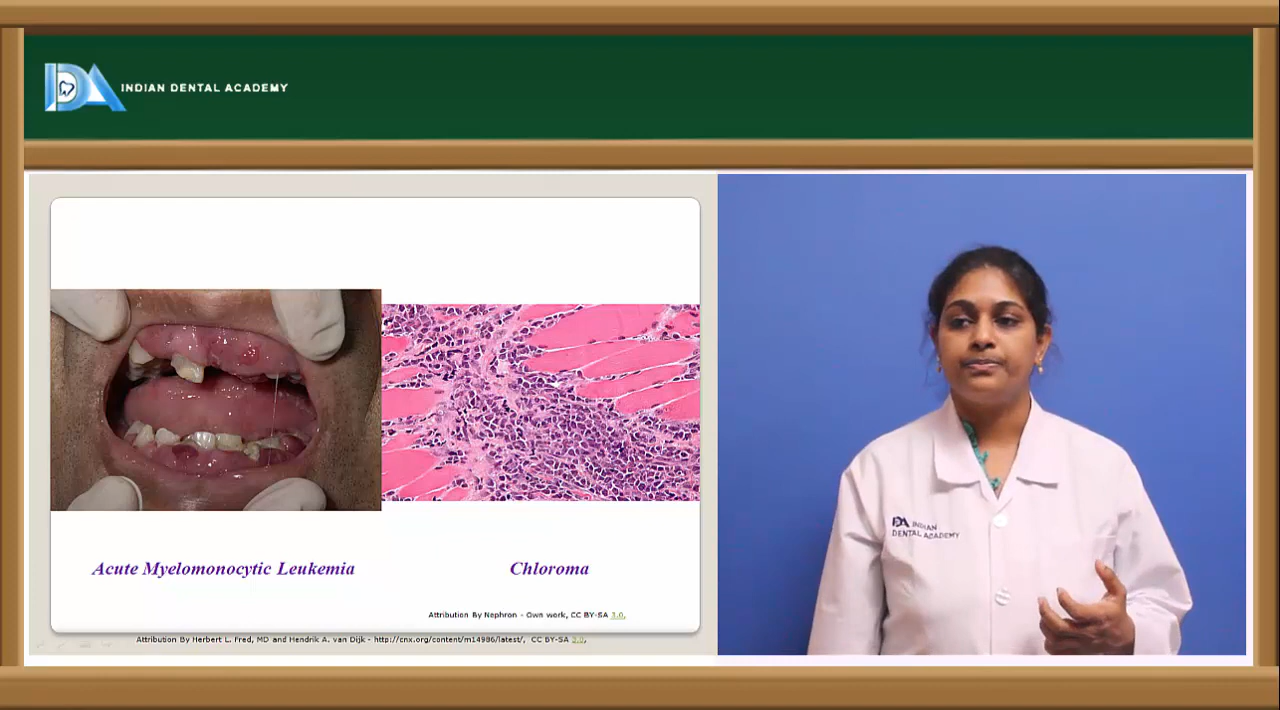 IDA INDIAN DENTAL ACADEMY
Acute Myelomonocytic Leukemia
Chloroma
Attribution By Nephron - Own work, CC BY-SA 3.0,
Attribution By Herbert L. Fred, MD and Hendrik A. van Dijk - http://cnx.org/content/m14986/latest/, CC BY-SA 2.0,
IDA INDIAN
DENTAL ACADEMY